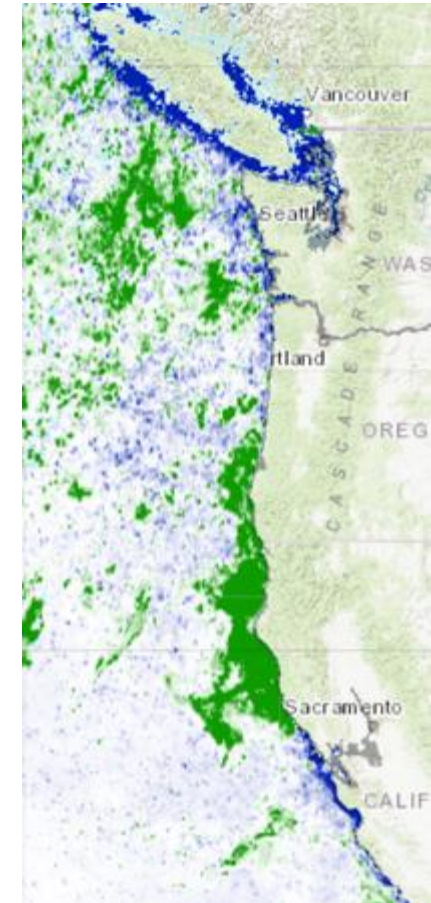 Vancouver
Seattle
WAS
rtland
CASCADE RANGE
OREG
Sacramento
CALIF